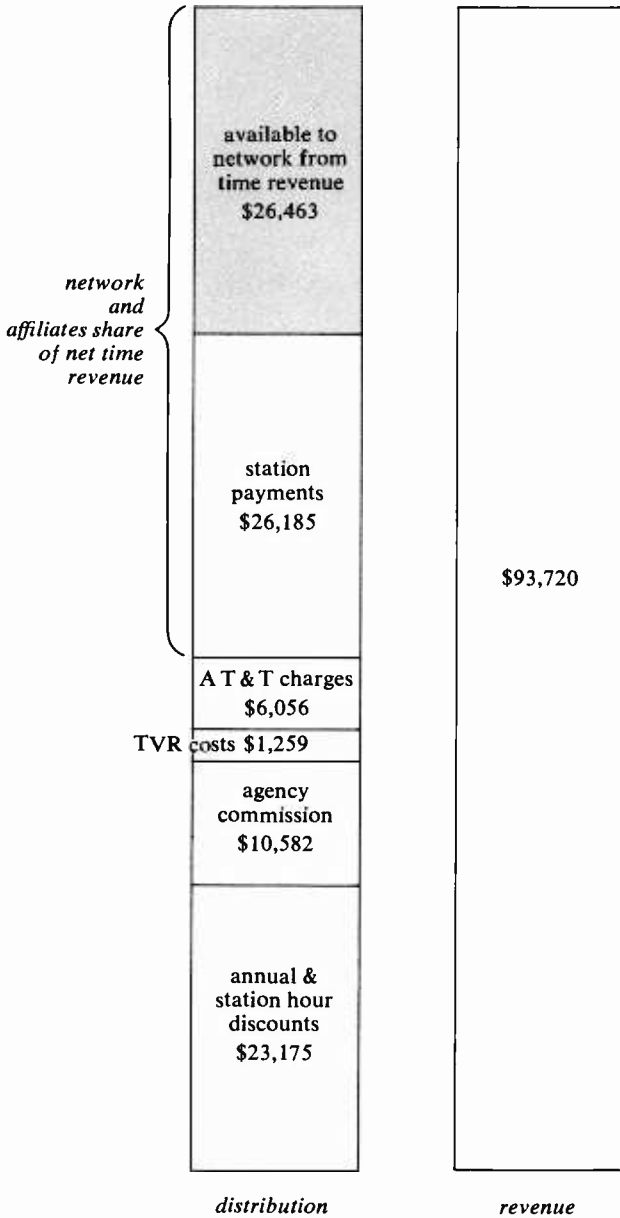 available to
network from
time revenue
$26,463
network
and
affiliates share
of net time
revenue
station
payments
$26,185
$93,720
A T & T charges
$6,056
TVR costs $1,259
agency
commission
$10,582
annual &
station hour
discounts
$23,175
distribution
revenue